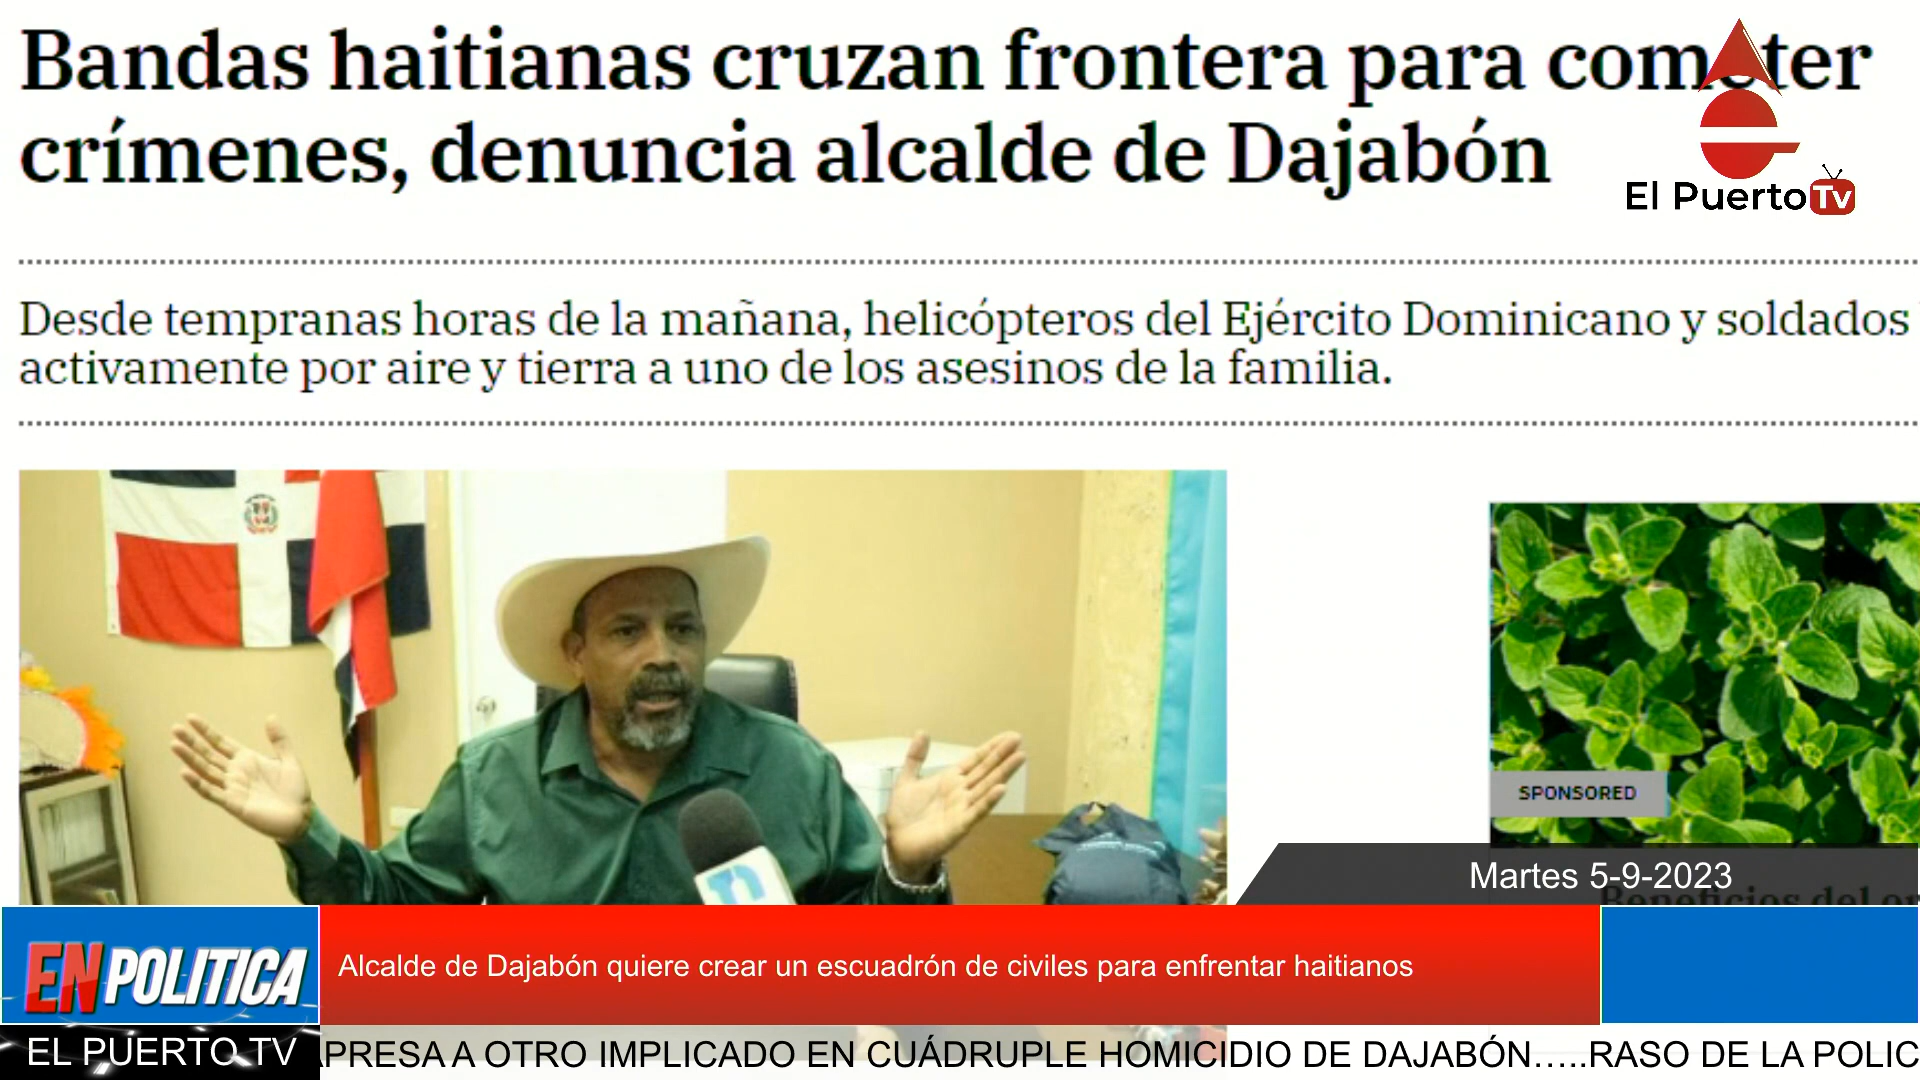 Bandas haitianas cruzan frontera para cometer
crímenes, denuncia alcalde de Dajabón
El Puerto Tv
Desde tempranas horas de la mañana, helicópteros del Ejército Dominicano y soldados
activamente por aire y tierra a uno de los asesinos de la familia.
SPONSORED
Martes 5-9-2023
Beneficios del
EN POLITICA
Alcalde de Dajabón quiere crear un escuadrón de civiles para enfrentar haitianos
EL PUERTO TV
PRESA A OTRO IMPLICADO EN CUÁDRUPLE HOMICIDIO DE DAJABÓN…..RASO DE LA POLIC